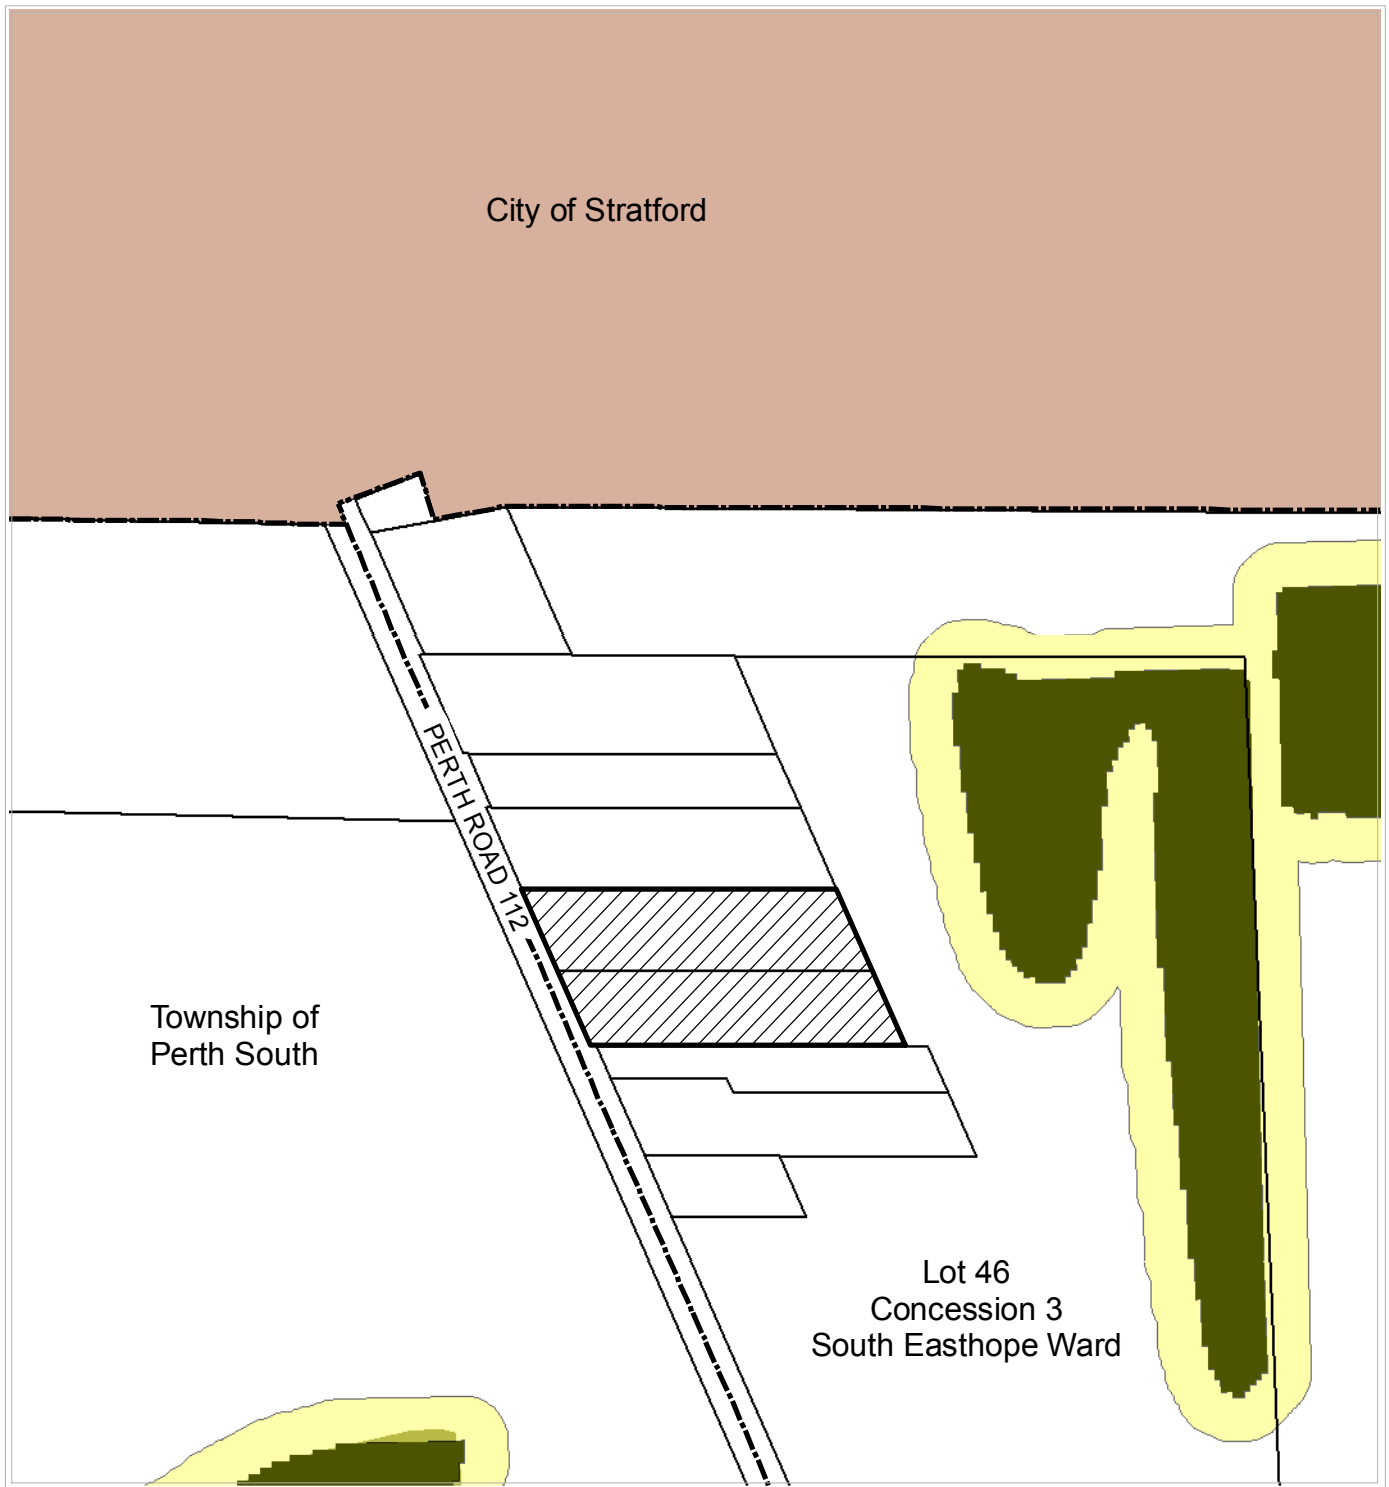 City of Stratford
PERTH ROAD 112
Township of
Perth South
Lot 46
Concession 3
South Easthope Ward